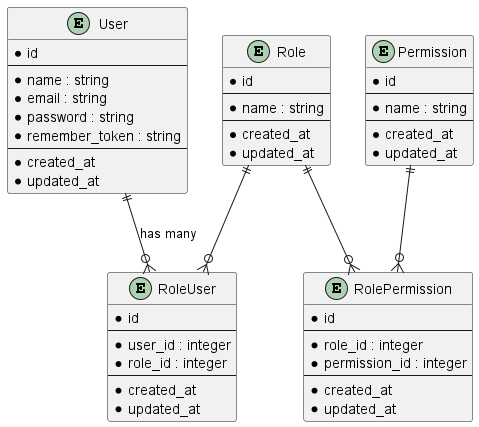 E User
id
name : string
email : string
password : string
remember_token : string
created_at
updated_at
E Role
id
name : string
created_at
updated_at
E Permission
id
name : string
created_at
updated_at
has many
E RoleUser
id
user_id : integer
role_id : integer
created_at
updated_at
E RolePermission
id
role_id : integer
permission_id : integer
created_at
updated_at